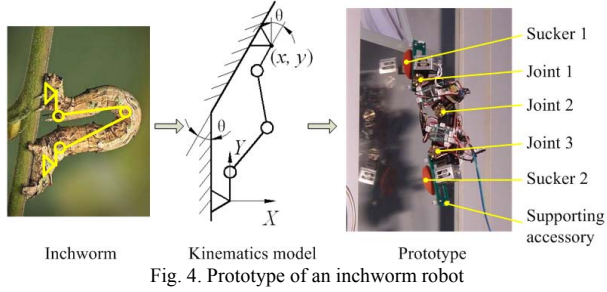 θ
(x, y)
θ
Y
X
Sucker 1
Joint 1
Joint 2
Joint 3
Sucker 2
Supporting
accessory
Inchworm
Kinematics model
Prototype
Fig. 4. Prototype of an inchworm robot